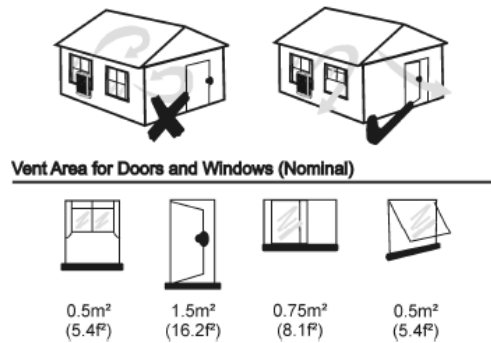 Vent Area for Doors and Windows (Nominal)
0.5m² 1.5m² 0.75m² 0.5m²
(5.4f²) (16.2f²) (8.1f²) (5.4f²)